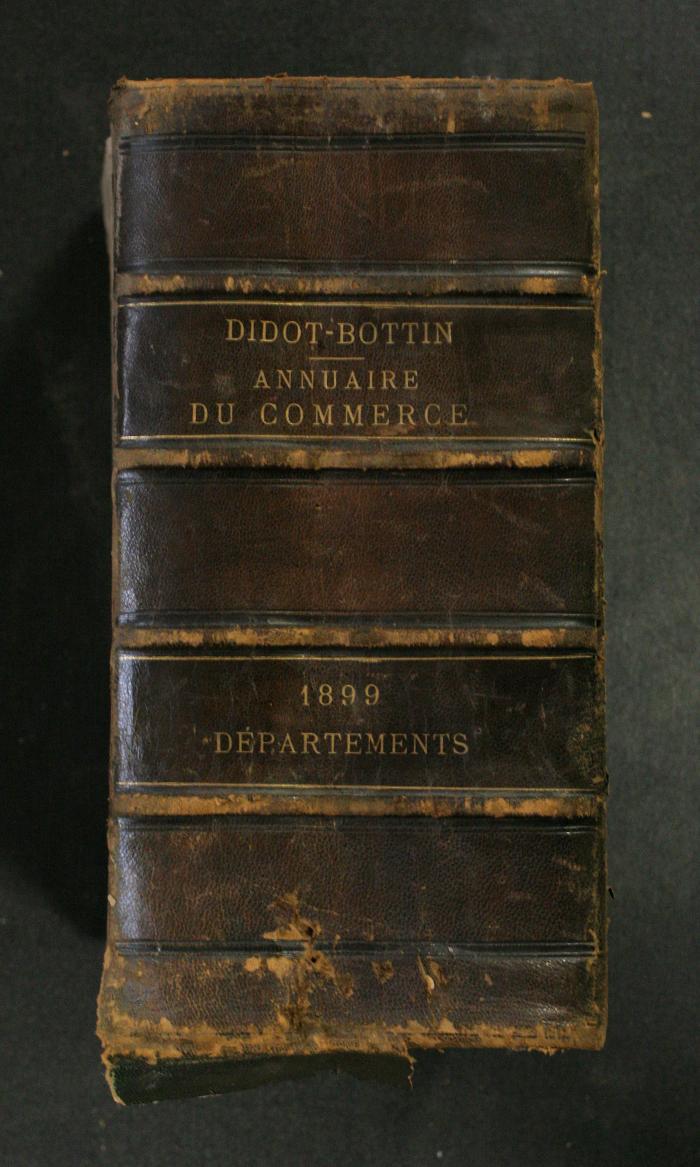 DIDOT-BOTTIN
ANNUAIRE
DU COMMERCE
1899
DÉPARTEMENTS